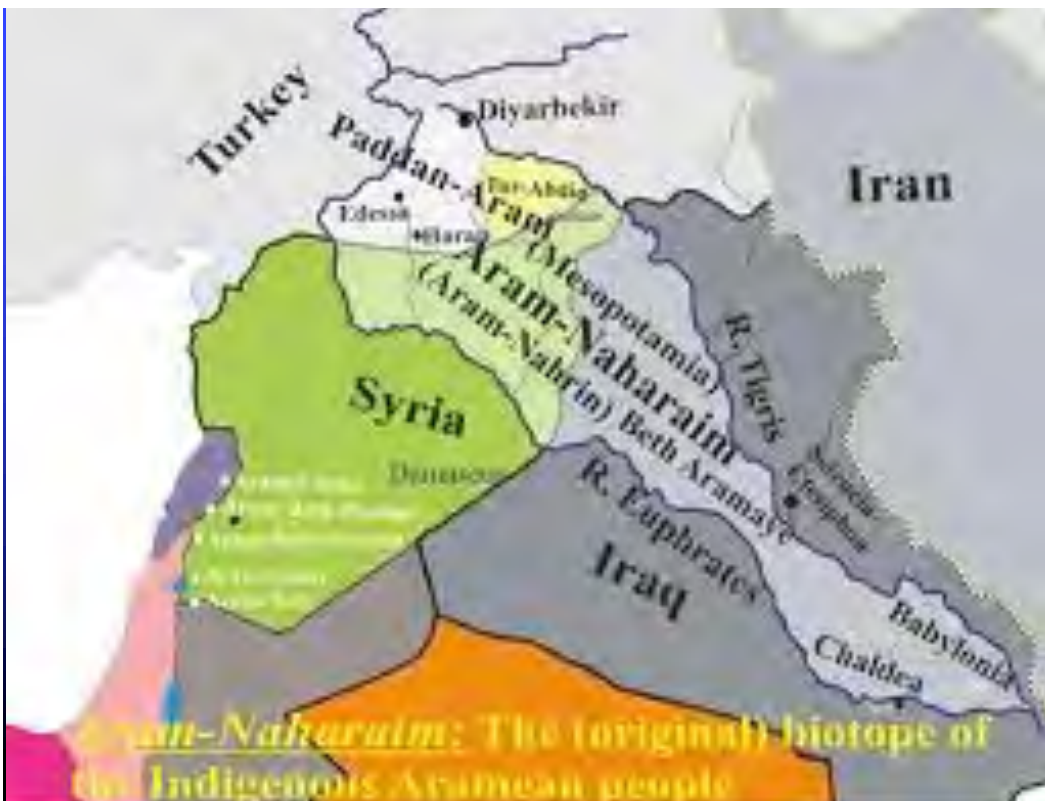 Turkey
Diyarbekir
Paddan-Aram
Iran
Edessa
Haran
(Mesopotamia)
Aram-Naharaim
(Aram-Nahrin) Beth Aramaye
R. Tigris
Syria
Damascus
R. Euphrates
Iraq
Babylonia
Chaldea
Aram-Naharaim: The (original) biotope of
the Indigenous Aramean people